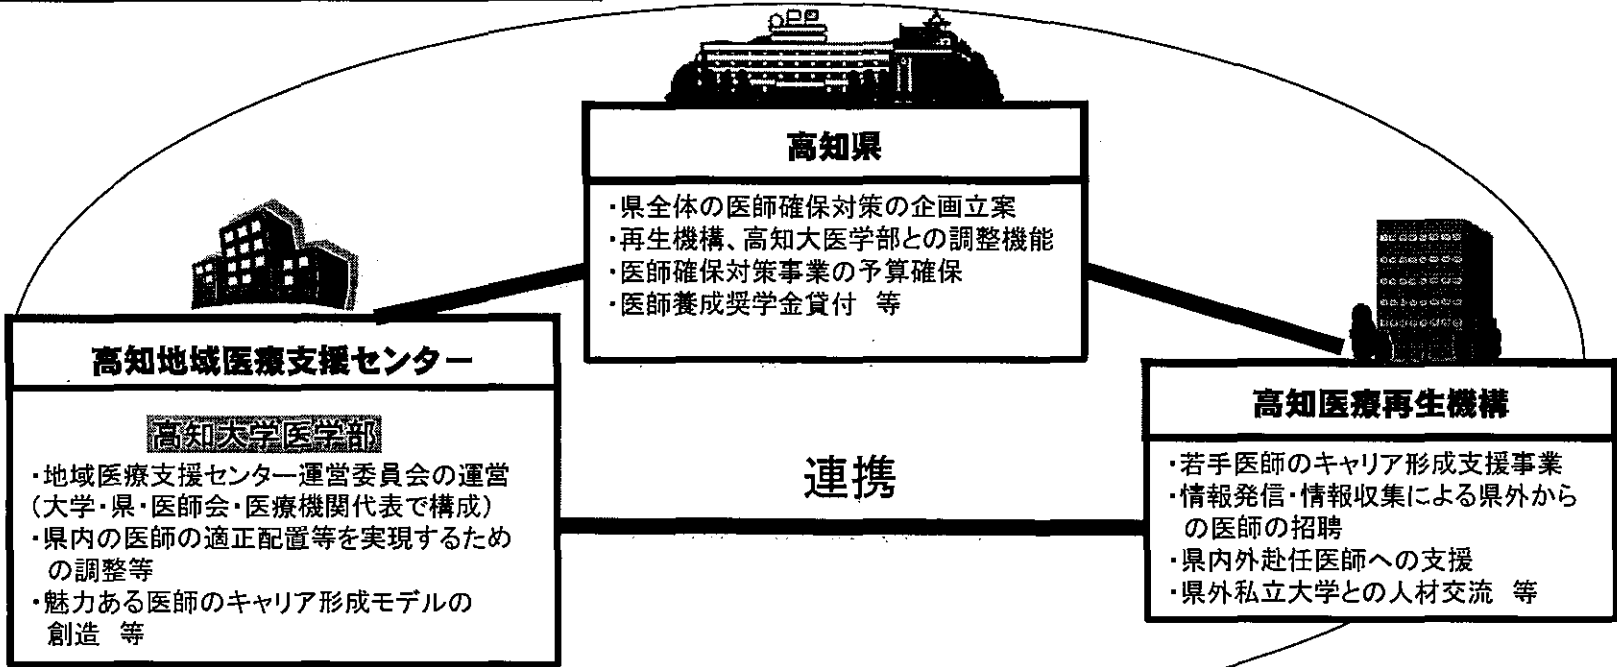 高知県
・県全体の医師確保対策の企画立案
・再生機構、高知大医学部との調整機能
・医師確保対策事業の予算確保
・医師養成奨学金貸付 等
高知地域医療支援センター
高知大学医学部
・地域医療支援センター運営委員会の運営
(大学・県・医師会・医療機関代表で構成)
・県内の医師の適正配置等を実現するため
の調整等
・魅力ある医師のキャリア形成モデルの
創造 等
連携
高知医療再生機構
・若手医師のキャリア形成支援事業
・情報発信・情報収集による県外から
の医師の招聘
・県内外赴任医師への支援
・県外私立大学との人材交流 等